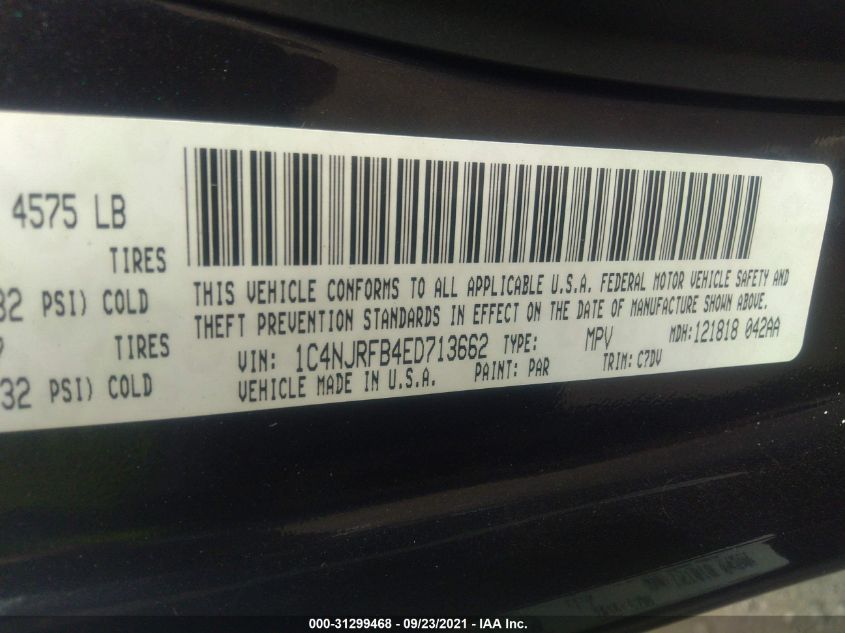 4575 LB
TIRES
32 PSI) COLD
TIRES
32 PSI) COLD
THIS VEHICLE CONFORMS TO ALL APPLICABLE U.S.A. FEDERAL MOTOR VEHICLE SAFETY AND
THEFT PREVENTION STANDARDS IN EFFECT ON THE DATE OF MANUFACTURE SHOWN ABOVE.
VIN: 1C4NJRFB4ED713662 TYPE: MPV MDH: 121818 042AA
VEHICLE MADE IN U.S.A. PAINT: PAR TRIM: C7DV
000-31299468 - 09/23/2021 - IAA Inc.